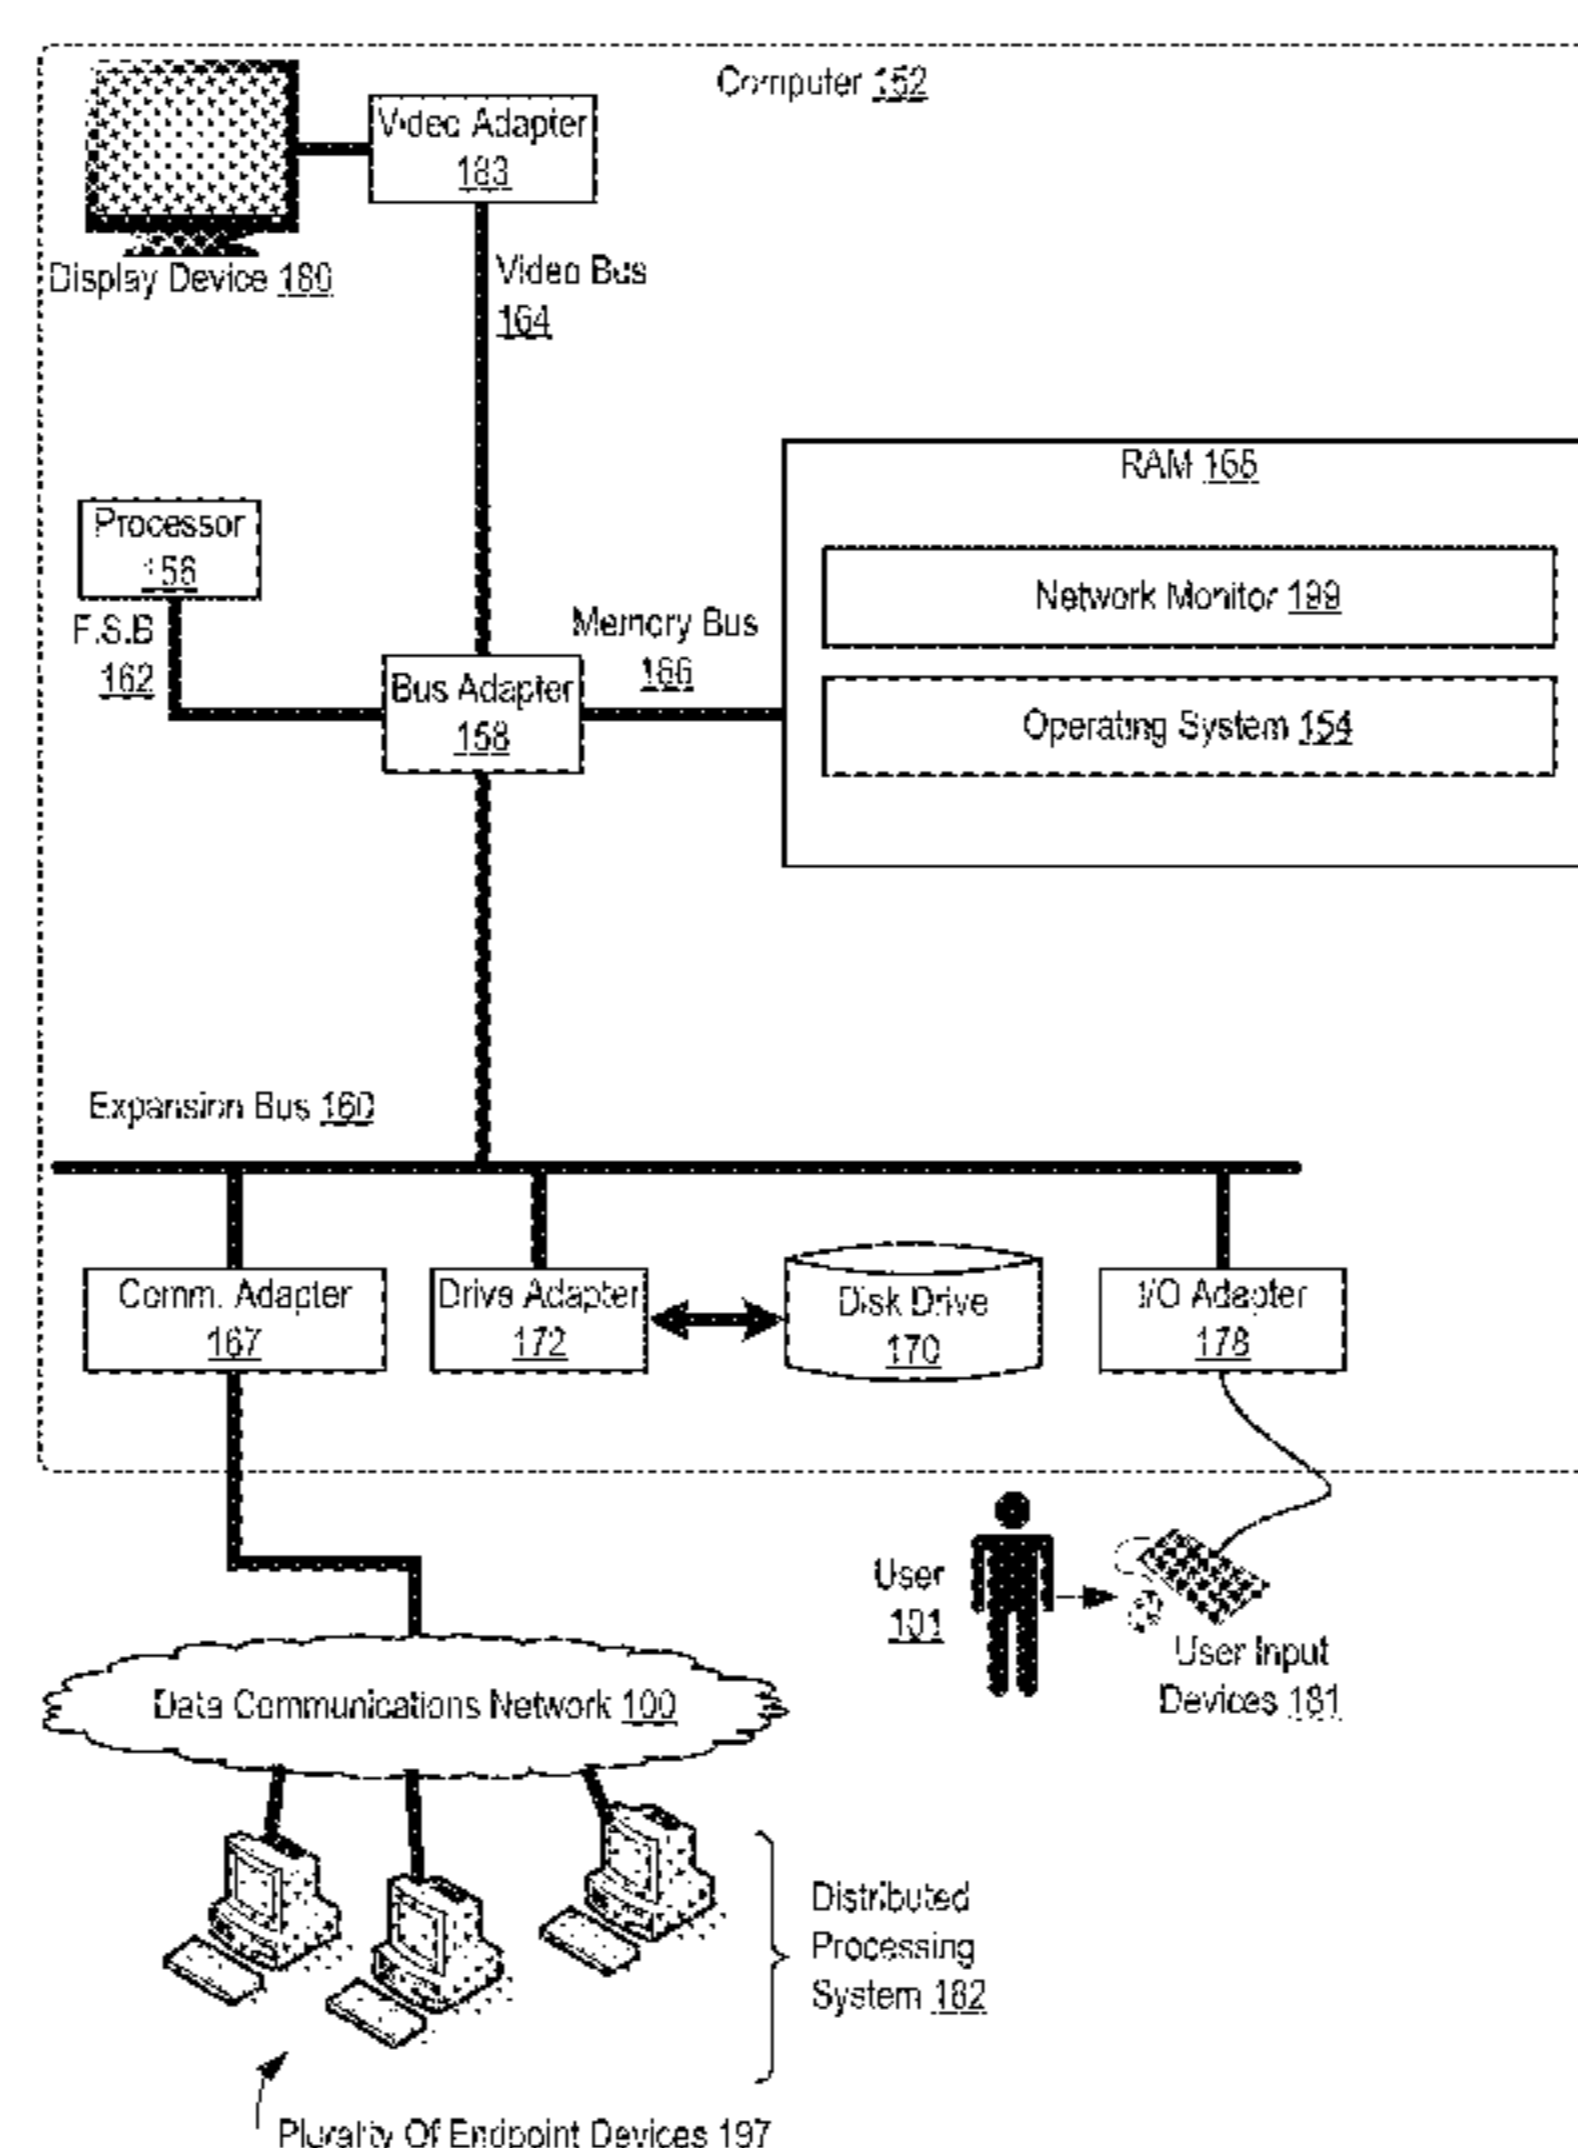 Computer 152
Video Adapter
183
Display Device 180
Video Bus
164
RAM 168
Processor
156
Network Monitor 199
F.S.B
162
Memory Bus
166
Bus Adapter
158
Operating System 154
Expansion Bus 160
Comm. Adapter
167
Drive Adapter
172
Disk Drive
170
I/O Adapter
178
User
101
User Input
Devices 181
Data Communications Network 100
Distributed
Processing
System 182
Plurality Of Endpoint Devices 197